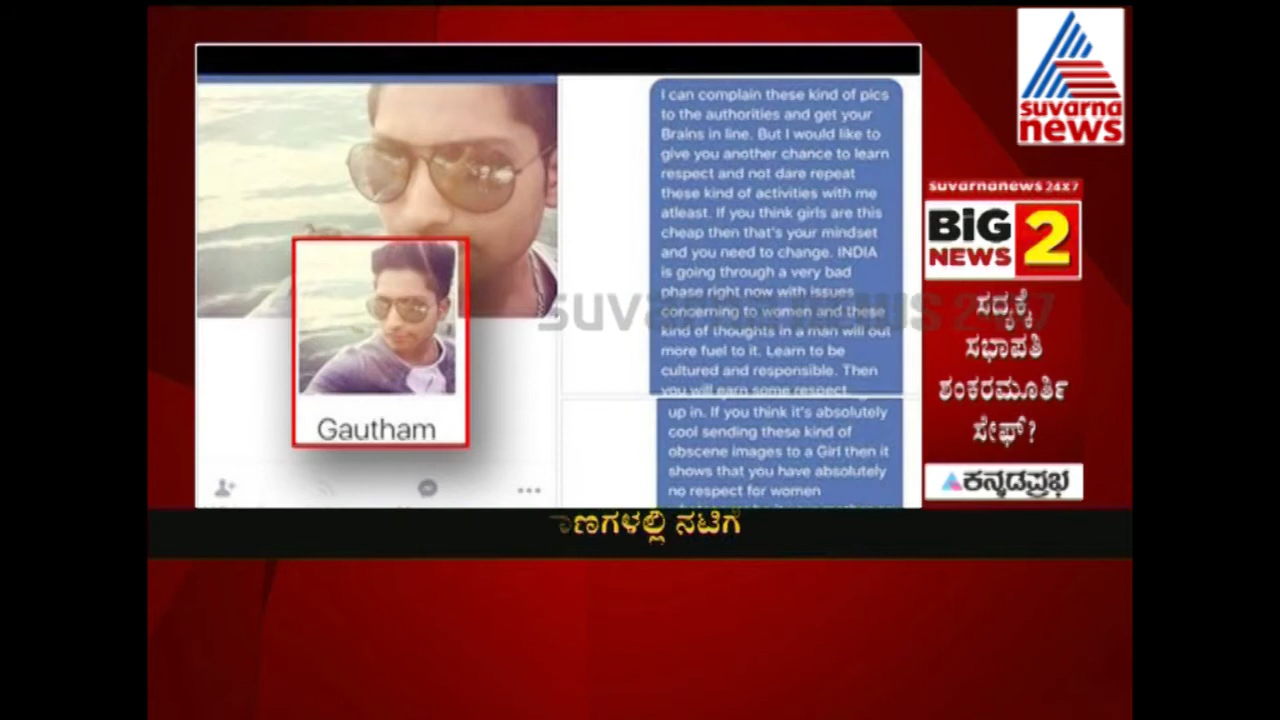 I can complain these kind of pics
to the authorities and get your
Brains in line. But I would like to
give you another chance to learn
respect and not dare repeat
these kind of activities with me
atleast. If you think girls are this
cheap then that's your mindset
and you need to change. INDIA
is going through a very bad
phase right now with issues
concerning to women and these
kind of thoughts in a man will out
more fuel to it. Learn to be
cultured and responsible. Then
you will earn some respect
up in. If you think it's absolutely
cool sending these kind of
obscene images to a Girl then it
shows that you have absolutely
no respect for women
Gautham
suvarna
news
suvarnanews 24x7
BIG
NEWS 2
ಸದ್ಯಕ್ಕೆ
ಸಭಾಪತಿ
ಶಂಕರಮೂರ್ತಿ
ಸೇಫ್?
ಕನ್ನಡಪ್ರಭ
ಾಣಗಳಲ್ಲಿ ನಟಿಗೆ